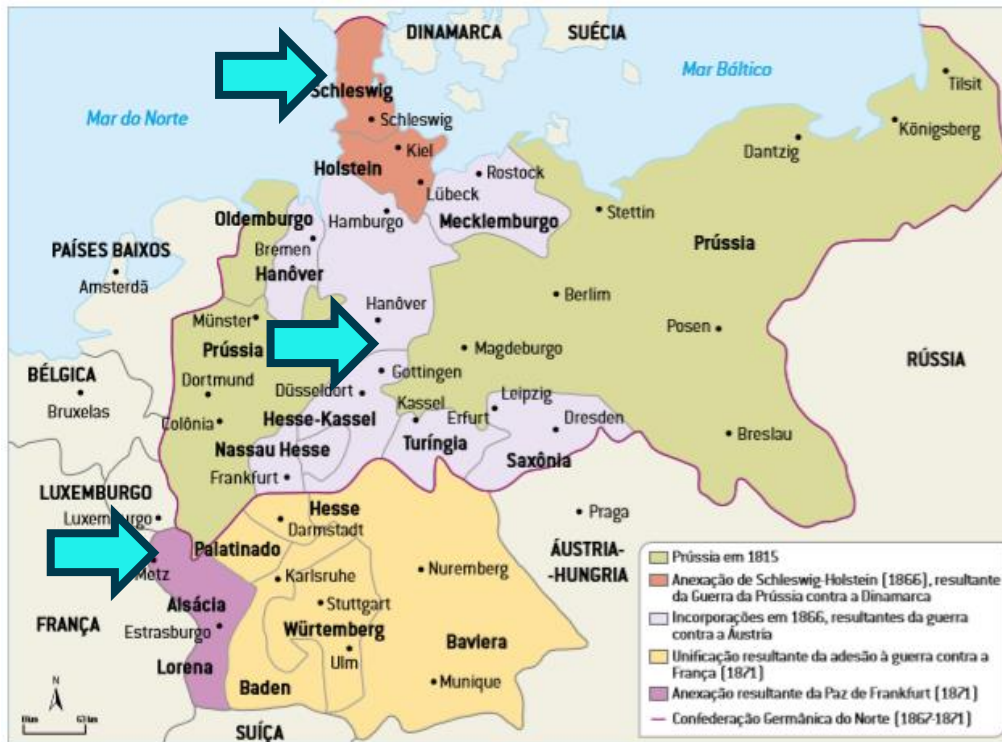 DINAMARCA
SUÉCIA
Mar Báltico
Tilsit
Königsberg
Dantzig
Mar do Norte
Schleswig
Schleswig
Kiel
Holstein
Lübeck
Rostock
Mecklemburgo
Hamburgo
Stettin
Oldemburgo
Bremen
Prússia
PAÍSES BAIXOS
Amsterdã
Hanôver
Hanôver
Berlim
Posen
Münster
Prússia
Magdeburgo
RÚSSIA
BÉLGICA
Bruxelas
Dortmund
Colônia
Düsseldort
Gottingen
Kassel
Hesse-Kassel
Erfurt
Leipzig
Dresden
Breslau
Turíngia
Saxônia
Nassau Hesse
Frankfurt
LUXEMBURGO
Praga
Hesse
Darmstadt
Palatinado
ÁUSTRIA-
-HUNGRIA
Metz
Karlsruhe
Nuremberg
Alsácia
Stuttgart
FRANÇA
Estrasburgo
Würtemberg
Baviera
Ulm
Lorena
Baden
Munique
N
SUÍÇA
Prússia em 1815
Anexação de Schleswig-Holstein (1866), resultante
da Guerra da Prússia contra a Dinamarca
Incorporações em 1866, resultantes da guerra
contra a Áustria
Unificação resultante da adesão à guerra contra a
França (1871)
Anexação resultante da Paz de Frankfurt (1871)
Confederação Germânica do Norte (1867-1871)